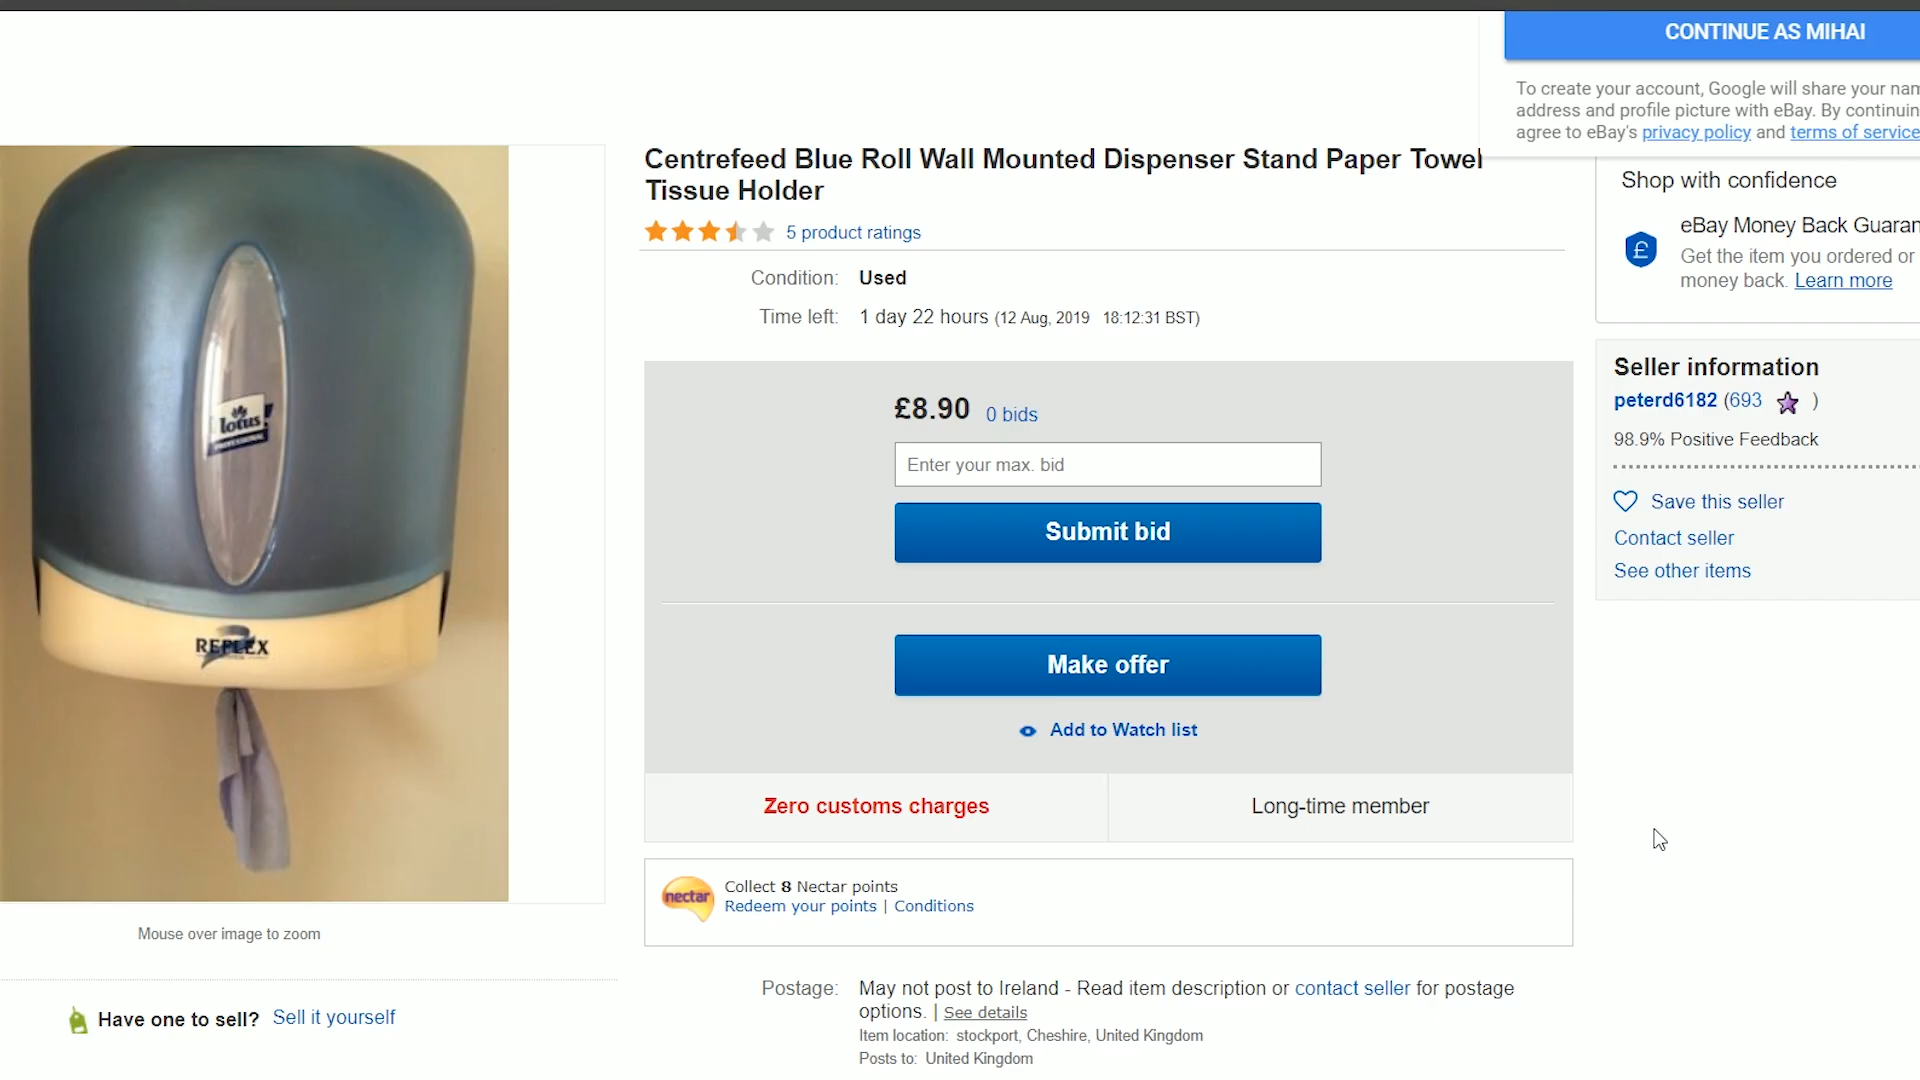 CONTINUE AS MIHAI
To create your account, Google will share your
address and profile picture with eBay. By
agree to eBay's privacy policy and terms of service
Centrefeed Blue Roll Wall Mounted Dispenser Stand Paper Towel
Tissue Holder
5 product ratings
Condition: Used
Time left: 1 day 22 hours (12 Aug, 2019 18:12:31 BST)
£8.90 0 bids
Enter your max. bid
Submit bid
Make offer
Add to Watch list
Zero customs charges
Long-time member
nectar
Collect 8 Nectar points
Redeem your points | Conditions
Postage: May not post to Ireland - Read item description or contact seller for postage
options. | See details
Item location: stockport, Cheshire, United Kingdom
Posts to: United Kingdom
Shop with confidence
£
eBay Money Back
Get the item you ordered or
money back. Learn more
Seller information
peterd6182 (693 )
98.9% Positive Feedback
Save this seller
Contact seller
See other items
lotus
PROFESSIONAL
REFLEX
Mouse over image to zoom
Have one to sell? Sell it yourself